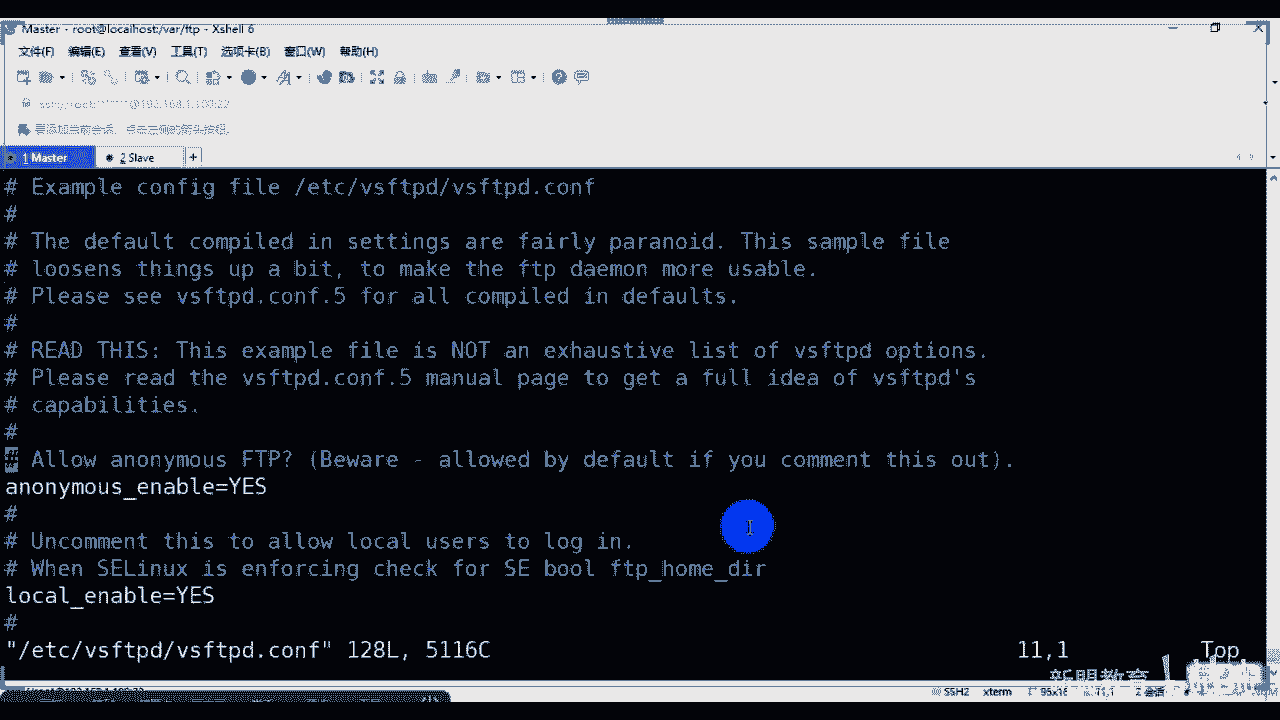 Master - root@localhost:/var/ftp - Xshell 6
文件(F) 编辑(E) 查看(V) 工具(T) 选项卡(B) 窗口(W) 帮助(H)
1 Master 2 Slave +
# Example config file /etc/vsftpd/vsftpd.conf
#
# The default compiled in settings are fairly paranoid. This sample file
# loosens things up a bit, to make the ftp daemon more usable.
# Please see vsftpd.conf.5 for all compiled in defaults.
#
# READ THIS: This example file is NOT an exhaustive list of vsftpd options.
# Please read the vsftpd.conf.5 manual page to get a full idea of vsftpd's
# capabilities.
#
# Allow anonymous FTP? (Beware - allowed by default if you comment this out).
anonymous_enable=YES
#
# Uncomment this to allow local users to log in.
# When SELinux is enforcing check for SE bool ftp_home_dir
local_enable=YES
#
"/etc/vsftpd/vsftpd.conf" 128L, 5116C 11,1 Top
SSH2 xterm